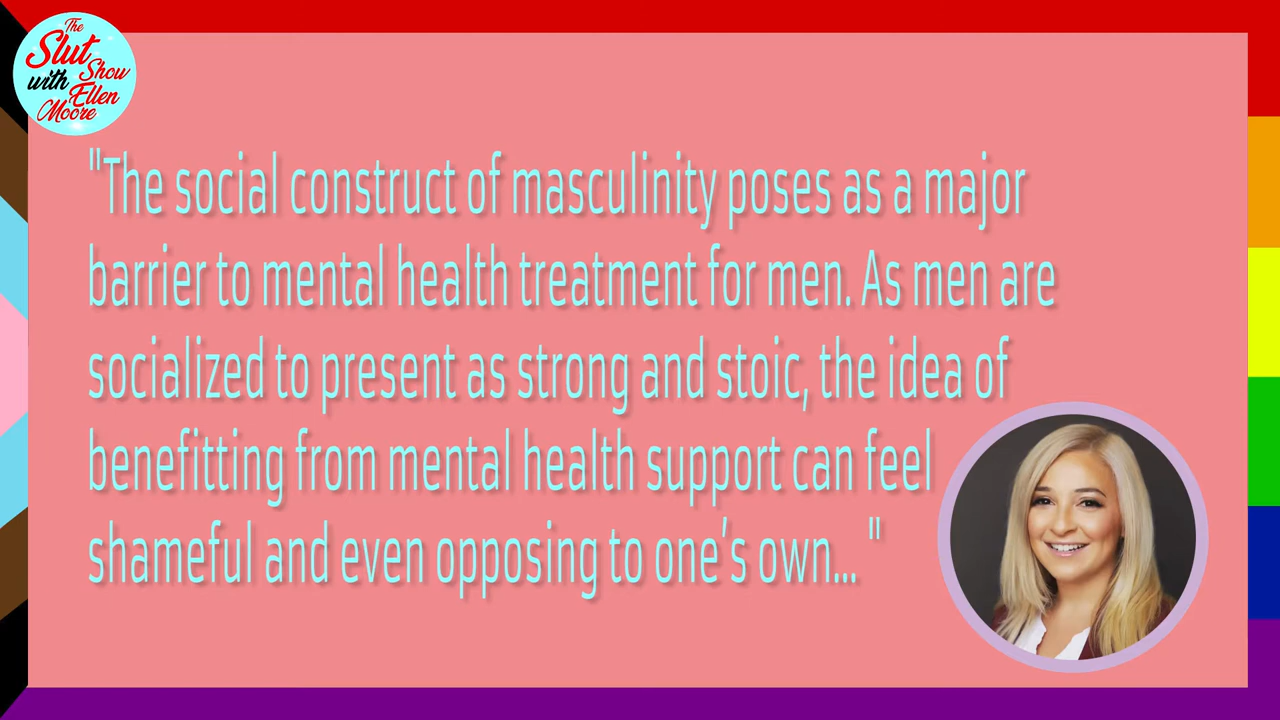 The
Slut
Show
with
Ellen
Moore
"The social construct of masculinity poses as a major
barrier to mental health treatment for men. As men are
socialized to present as strong and stoic, the idea of
benefitting from mental health support can feel
shameful and even opposing to one’s own... "